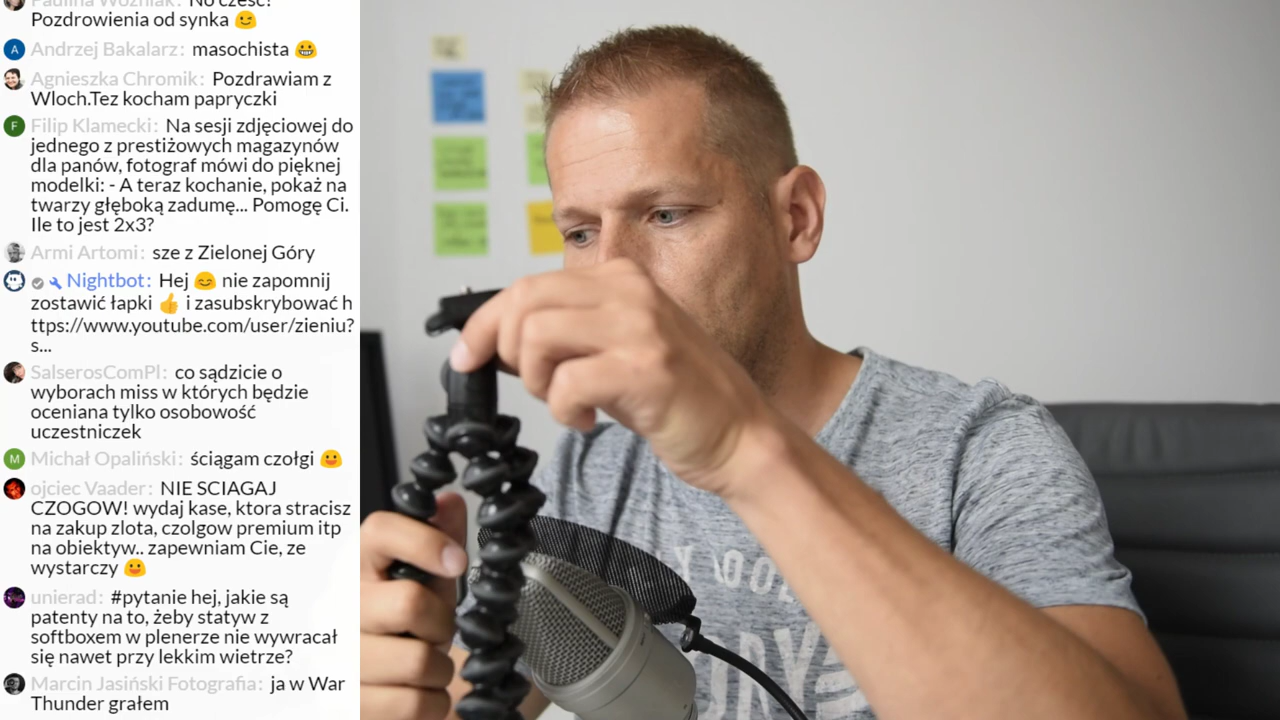 Paulina Woźniak: No cześć!
Pozdrowienia od synka 😉
A Andrzej Bakalarz: masochista 😀
Agnieszka Chromik: Pozdrawiam z
Wloch.Tez kocham papryczki
F Filip Klamecki: Na sesji zdjęciowej do
jednego z prestiżowych magazynów
dla panów, fotograf mówi do pięknej
modelki: - A teraz kochanie, pokaż na
twarzy głęboką zadumę... Pomogę Ci.
Ile to jest 2x3?
Armi Artomi: sze z Zielonej Góry
Nightbot: Hej 😊 nie zapomnij
zostawić łapki 👍 i zasubskrybować h
ttps://www.youtube.com/user/zieniu?
s...
SalserosComPl: co sądzicie o
wyborach miss w których będzie
oceniana tylko osobowość
uczestniczek
M Michał Opaliński: ściągam czołgi 😀
ojciec Vaader: NIE SCIAGAJ
CZOGOW! wydaj kase, ktora stracisz
na zakup zlota, czolgow premium itp
na obiektyw.. zapewniam Cie, ze
wystarczy 😀
unierad: #pytanie hej, jakie są
patenty na to, żeby statyw z
softboxem w plenerze nie wywracał
się nawet przy lekkim wietrze?
Marcin Jasiński Fotografia: ja w War
Thunder grałem